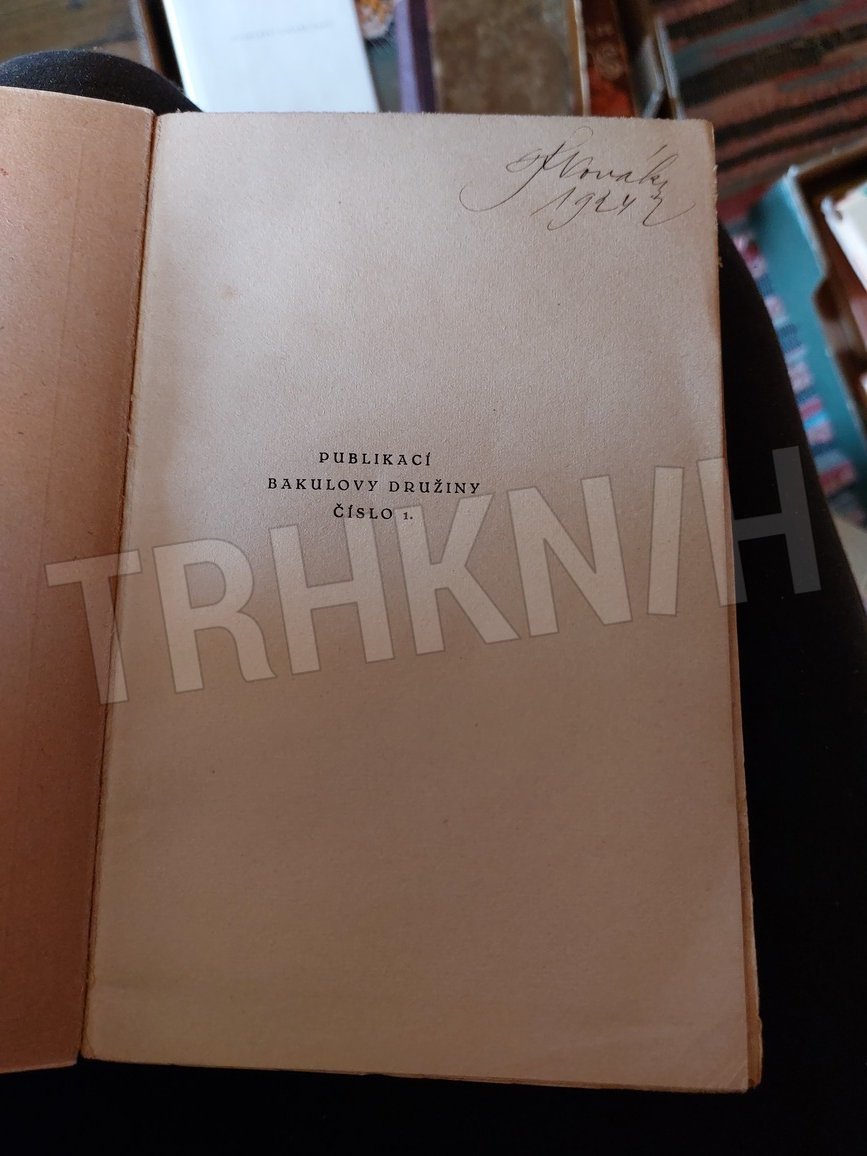 Novák
1924
PUBLIKACÍ
BAKULOVY DRUŽINY
ČÍSLO 1.
TRHKNIH